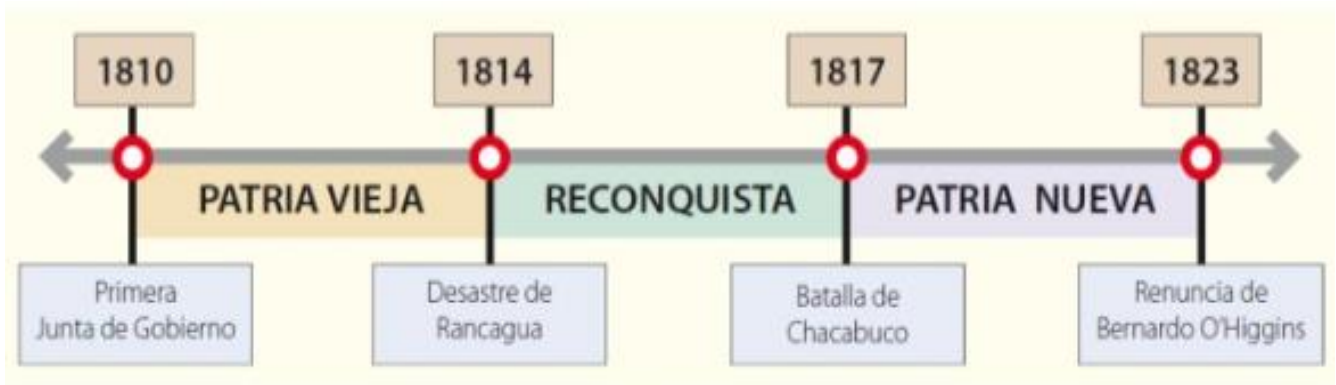 1810
1814
1817
1823
PATRIA VIEJA
RECONQUISTA
PATRIA NUEVA
Primera
Junta de Gobierno
Desastre de
Rancagua
Batalla de
Chacabuco
Renuncia de
Bernardo O'Higgins